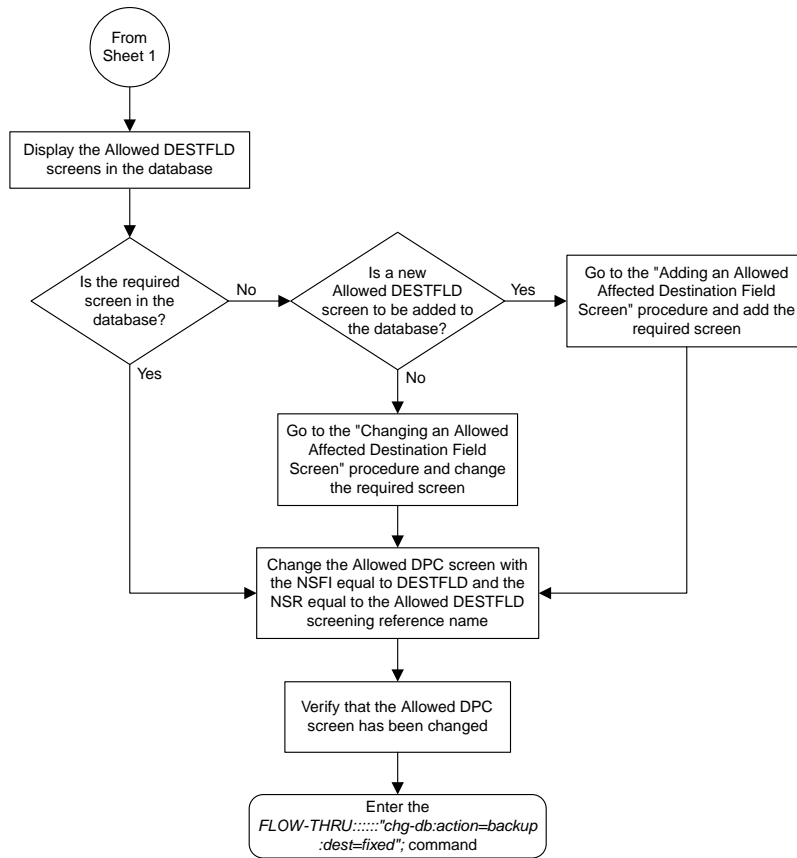 From
Sheet 1
Display the Allowed DESTFLD
screens in the database
Is the required
screen in the
database?
No
Is a new
Allowed DESTFLD
screen to be added to
the database?
Yes
Go to the "Adding an Allowed
Affected Destination Field
Screen" procedure and add the
required screen
Yes
No
Go to the "Changing an Allowed
Affected Destination Field
Screen" procedure and change
the required screen
Change the Allowed DPC screen with
the NSFI equal to DESTFLD and the
NSR equal to the Allowed DESTFLD
screening reference name
Verify that the Allowed DPC
screen has been changed
Enter the
FLOW-THRU::::::"chg-db:action=backup
:dest=fixed"; command